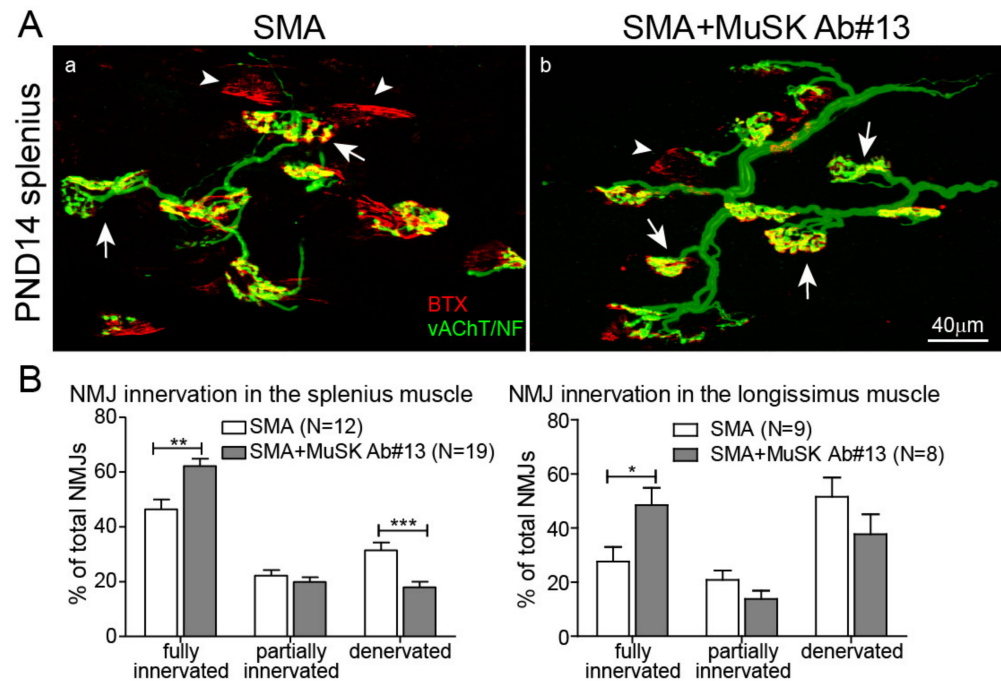 A
SMA
SMA+MuSK Ab#13
PND14 splenius
a
b
BTX
vAChT/NF
40μm
B
NMJ innervation in the splenius muscle
% of total NMJs
80
60
40
20
0
SMA (N=12)
SMA+MuSK Ab#13 (N=19)
**
***
fully
innervated
partially
innervated
denervated
NMJ innervation in the longissimus muscle
% of total NMJs
80
60
40
20
0
SMA (N=9)
SMA+MuSK Ab#13 (N=8)
*
fully
innervated
partially
innervated
denervated